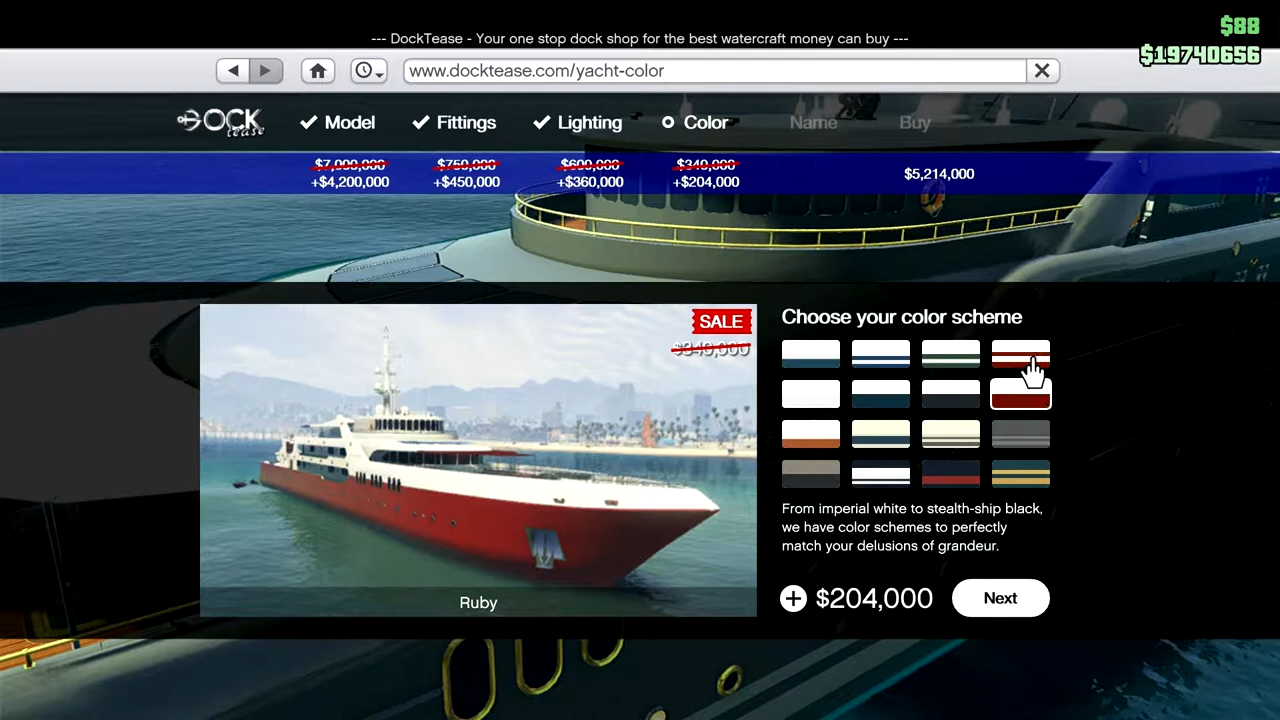 $88
--- DockTease - Your one stop dock shop for the best watercraft money can buy ---
$19740656
www.docktease.com/yacht-color
DOCK tease
Model Fittings Lighting Color Name Buy
$7,000,000 $750,000 $600,000 $340,000
+$4,200,000 +$450,000 +$360,000 +$204,000 $5,214,000
SALE
$340,000
Choose your color scheme
From imperial white to stealth-ship black,
we have color schemes to perfectly
match your delusions of grandeur.
$204,000 Next
Ruby